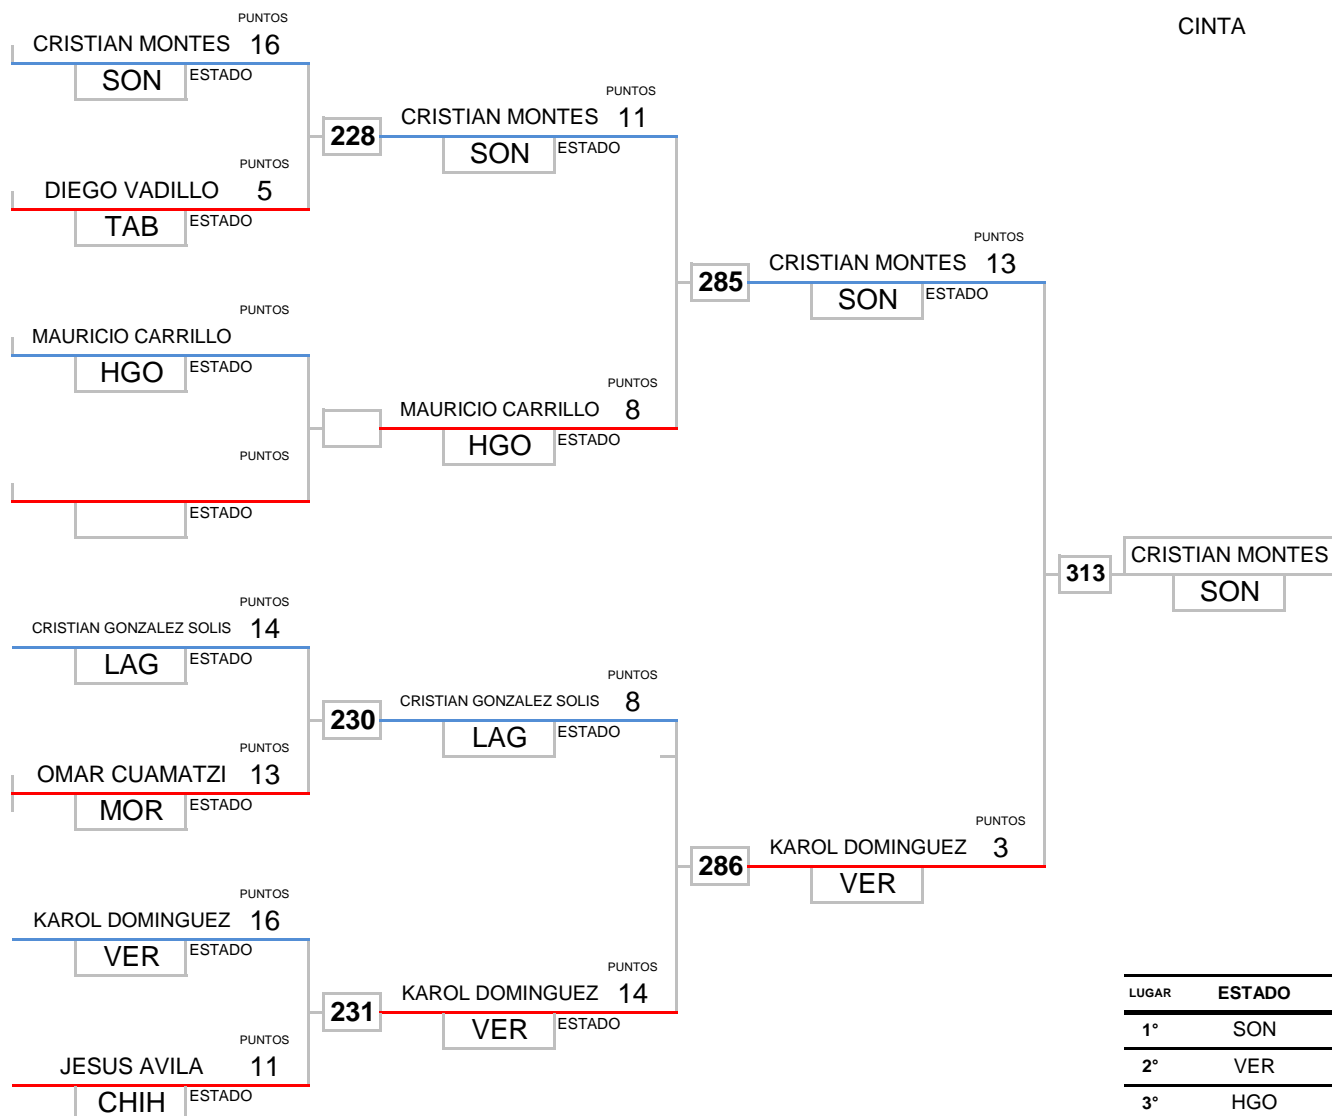 CINTA
PUNTOS
CRISTIAN MONTES 16
SON ESTADO
PUNTOS
DIEGO VADILLO 5
TAB ESTADO
228
PUNTOS
CRISTIAN MONTES 11
SON ESTADO
PUNTOS
MAURICIO CARRILLO
HGO ESTADO
PUNTOS
ESTADO
PUNTOS
MAURICIO CARRILLO 8
HGO ESTADO
285
PUNTOS
CRISTIAN MONTES 13
SON ESTADO
PUNTOS
CRISTIAN GONZALEZ SOLIS 14
LAG ESTADO
PUNTOS
OMAR CUAMATZI 13
MOR ESTADO
230
PUNTOS
CRISTIAN GONZALEZ SOLIS 8
LAG ESTADO
PUNTOS
KAROL DOMINGUEZ 16
VER ESTADO
PUNTOS
JESUS AVILA 11
CHIH ESTADO
231
PUNTOS
KAROL DOMINGUEZ 14
VER ESTADO
286
PUNTOS
KAROL DOMINGUEZ 3
VER
313
CRISTIAN MONTES
SON
LUGAR ESTADO
1° SON
2° VER
3° HGO